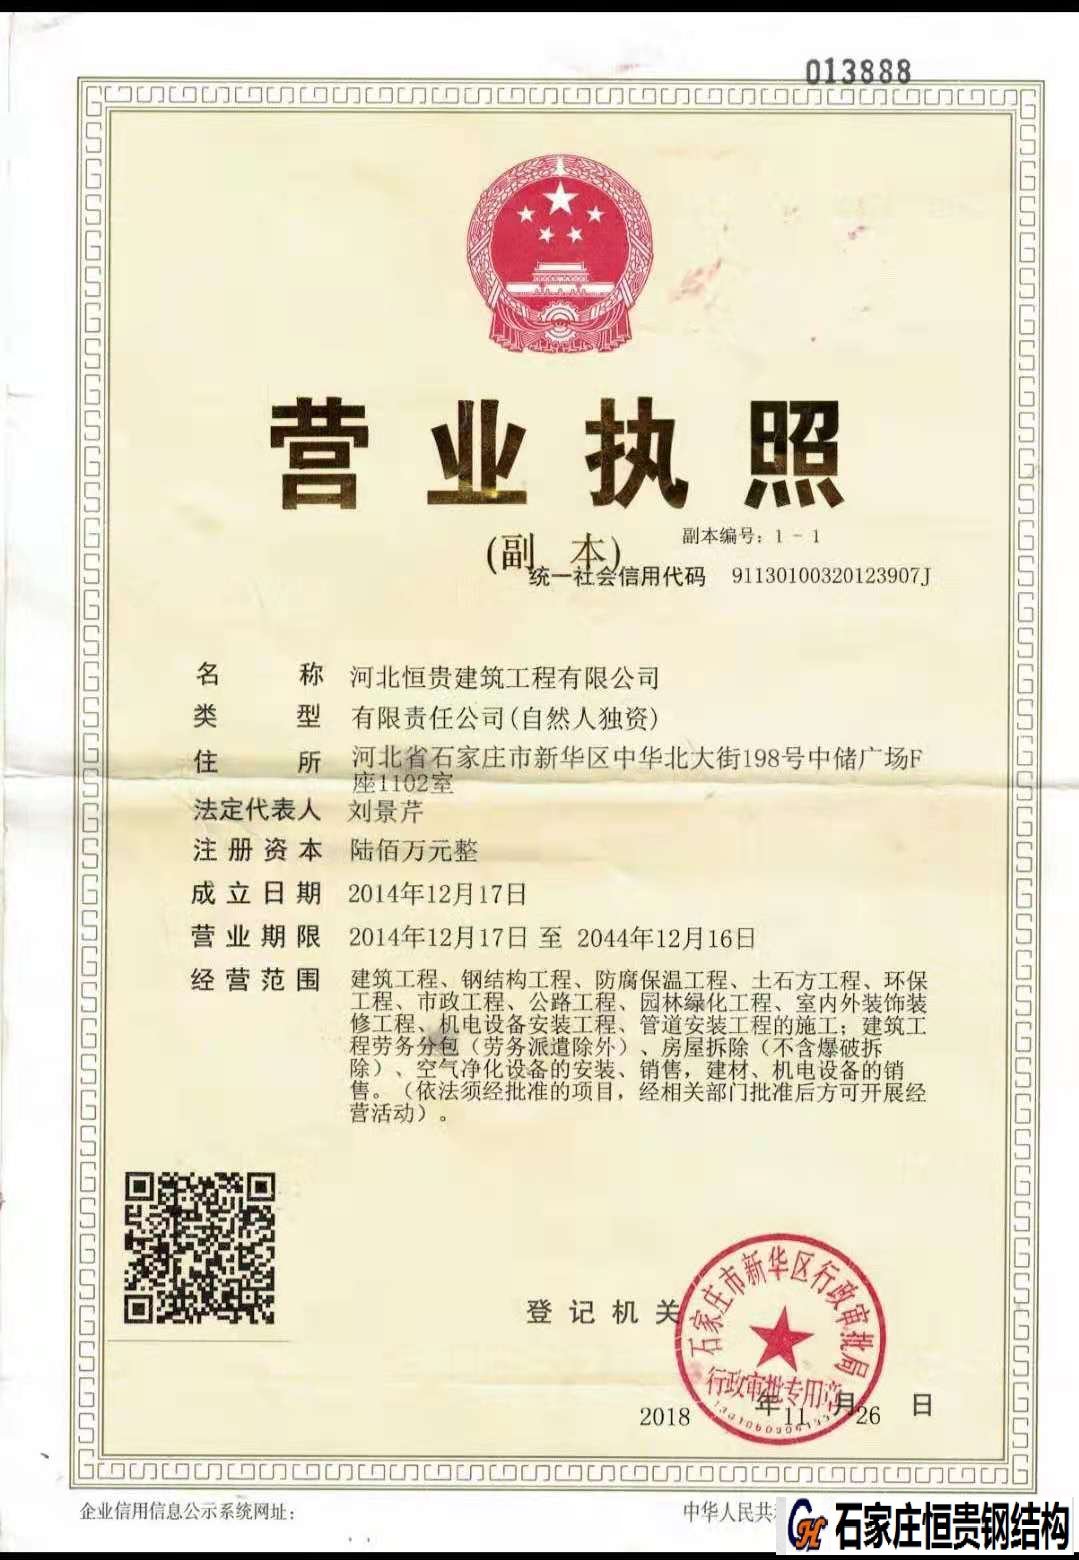 013888
营业执照
(副 本)
副本编号：1 - 1
统一社会信用代码 91130100320123907J
名 称 河北恒贵建筑工程有限公司
类 型 有限责任公司(自然人独资)
住 所 河北省石家庄市新华区中华北大街198号中储广场F
座1102室
法定代表人 刘景芹
注册资本 陆佰万元整
成立日期 2014年12月17日
营业期限 2014年12月17日 至 2044年12月16日
经营范围 建筑工程、钢结构工程、防腐保温工程、土石方工程、环保
工程、市政工程、公路工程、园林绿化工程、室内外装饰装
修工程、机电设备安装工程、管道安装工程的施工；建筑工
程劳务分包（劳务派遣除外）、房屋拆除（不含爆破拆
除）、空气净化设备的安装、销售，建材、机电设备的销
售。（依法须经批准的项目，经相关部门批准后方可开展经
营活动）。
登记机关
石家庄市新华区行政审批局
行政审批专用章
2018 年 11 月 26 日
企业信用信息公示系统网址：
中华人民共
石家庄恒贵钢结构